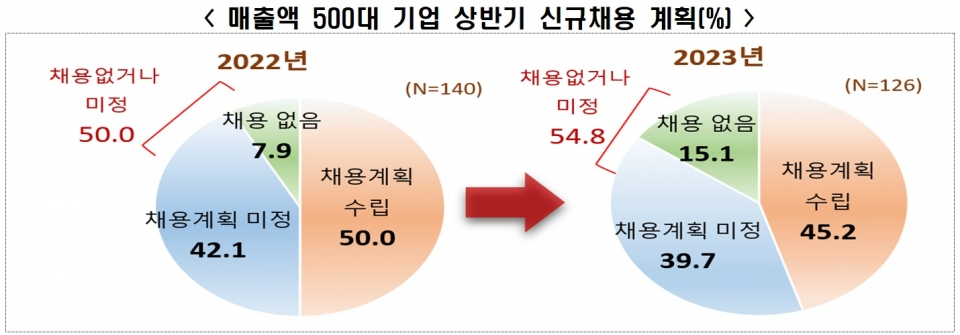 < 매출액 500대 기업 상반기 신규채용 계획(%) >
2022년
(N=140)
채용없거나
미정
50.0
채용 없음
7.9
채용계획
수립
50.0
채용계획 미정
42.1
2023년
(N=126)
채용없거나
미정
54.8
채용 없음
15.1
채용계획
수립
45.2
채용계획 미정
39.7